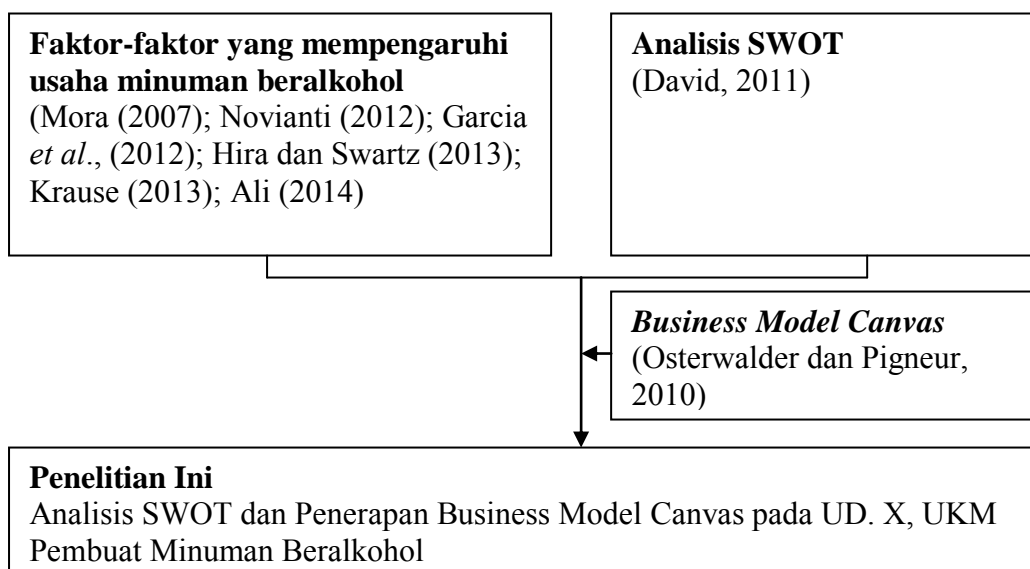 Faktor-faktor yang mempengaruhi
usaha minuman beralkohol
(Mora (2007); Novianti (2012); Garcia
et al., (2012); Hira dan Swartz (2013);
Krause (2013); Ali (2014)
Analisis SWOT
(David, 2011)
Business Model Canvas
(Osterwalder dan Pigneur,
2010)
Penelitian Ini
Analisis SWOT dan Penerapan Business Model Canvas pada UD. X, UKM
Pembuat Minuman Beralkohol